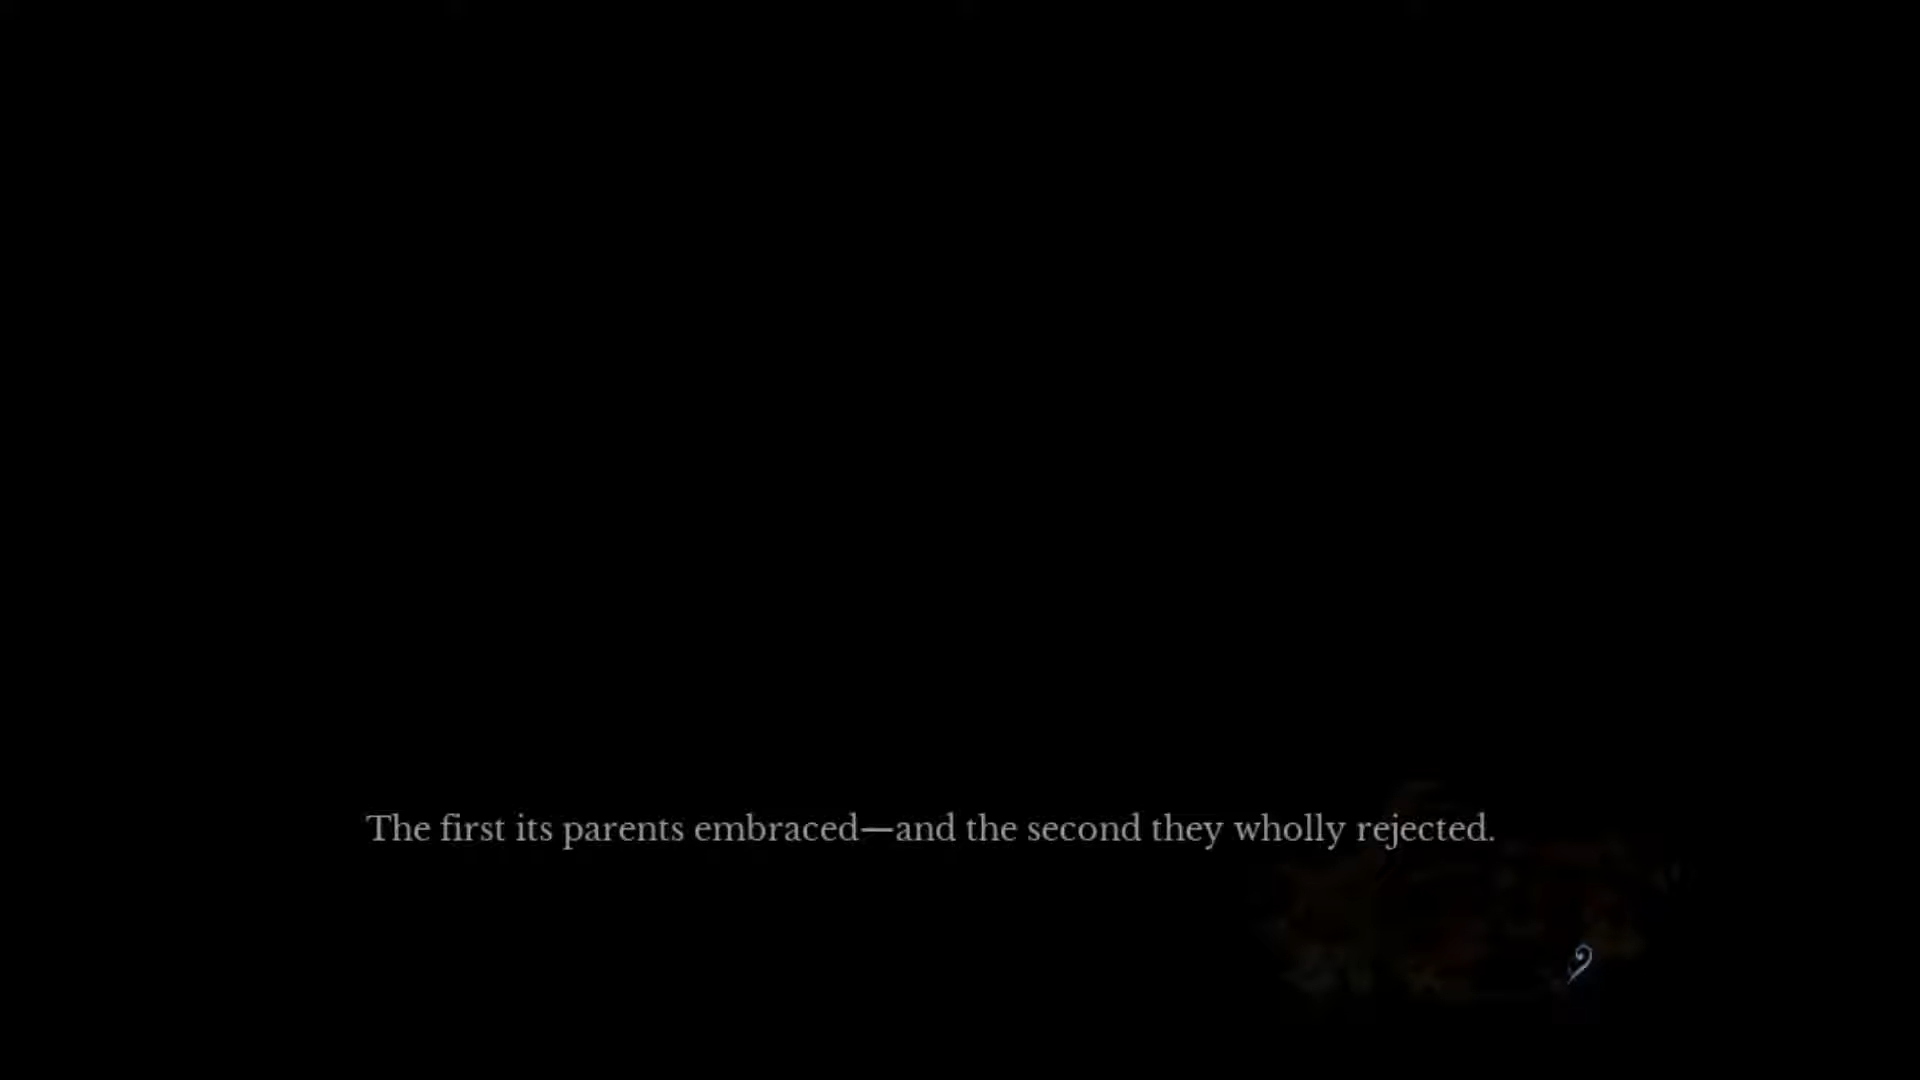 The first its parents embraced—and the second they wholly rejected.